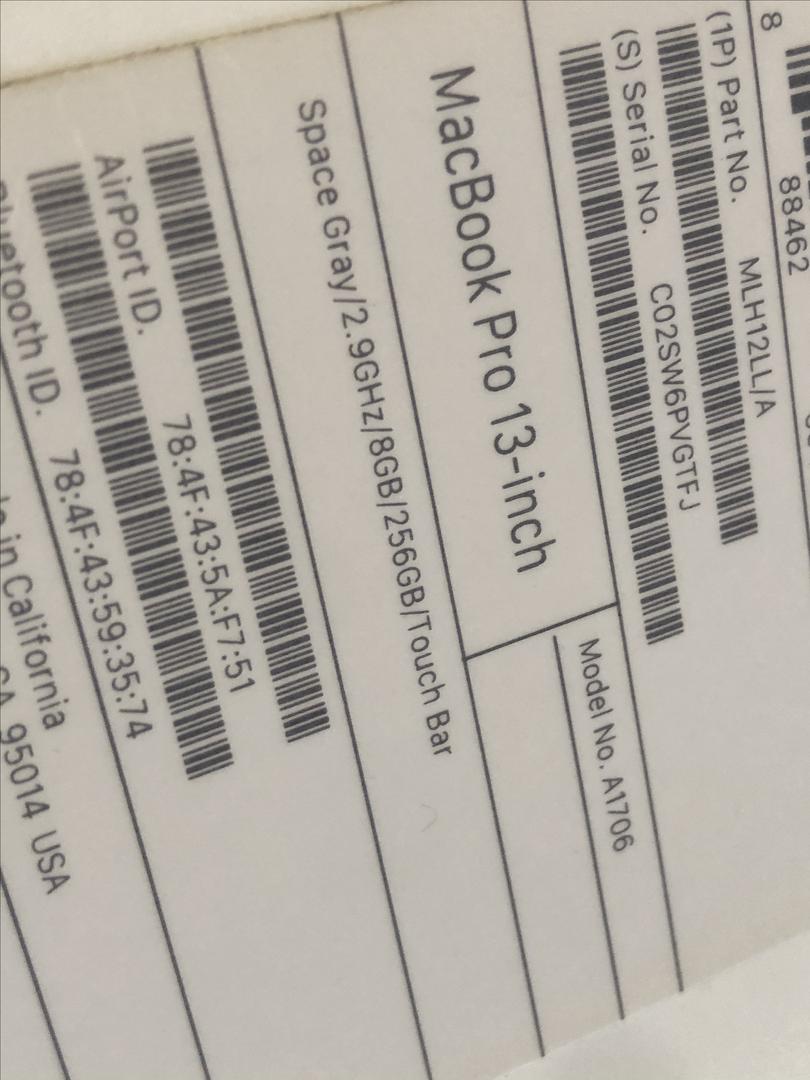 8
88462
(1P) Part No. MLH12LL/A
(S) Serial No. C02SW6PVGTFJ
MacBook Pro 13-inch
Model No. A1706
Space Gray/2.9GHz/8GB/256GB/Touch Bar
AirPort ID. 78:4F:43:5A:F7:51
ID. 78:4F:43:59:35:74
in California
95014 USA